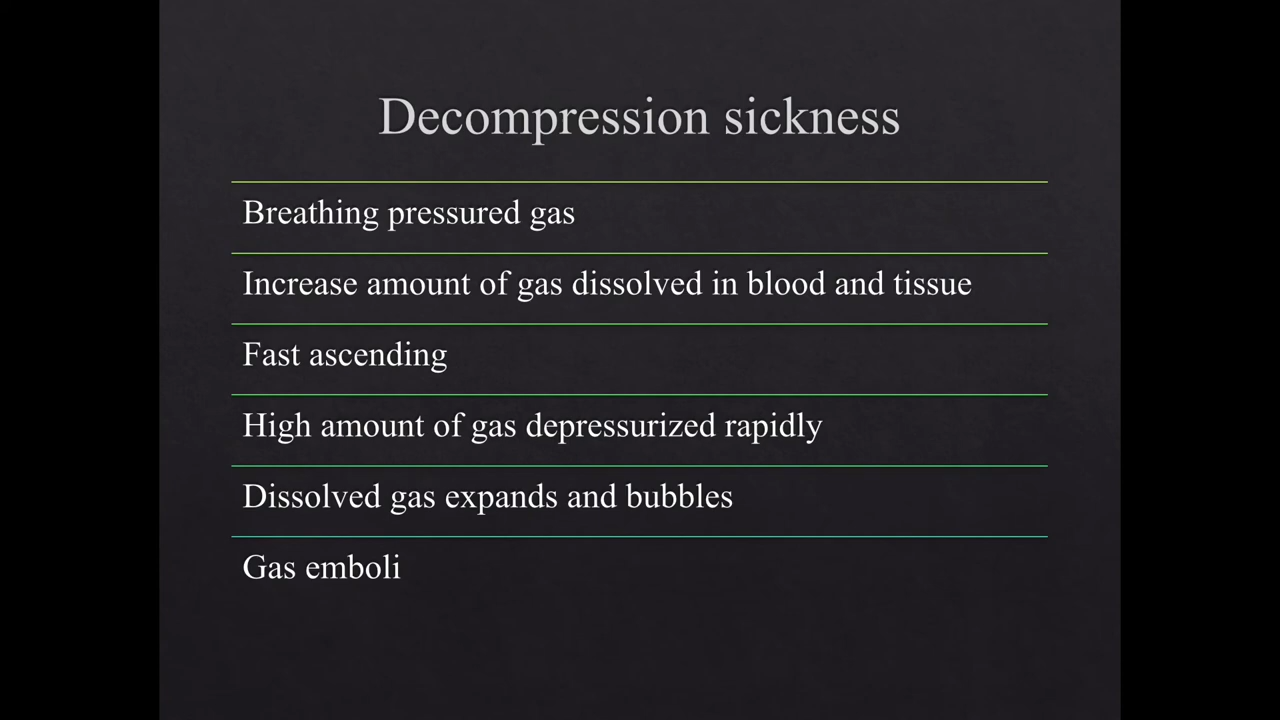 Decompression sickness
Breathing pressured gas
Increase amount of gas dissolved in blood and tissue
Fast ascending
High amount of gas depressurized rapidly
Dissolved gas expands and bubbles
Gas emboli